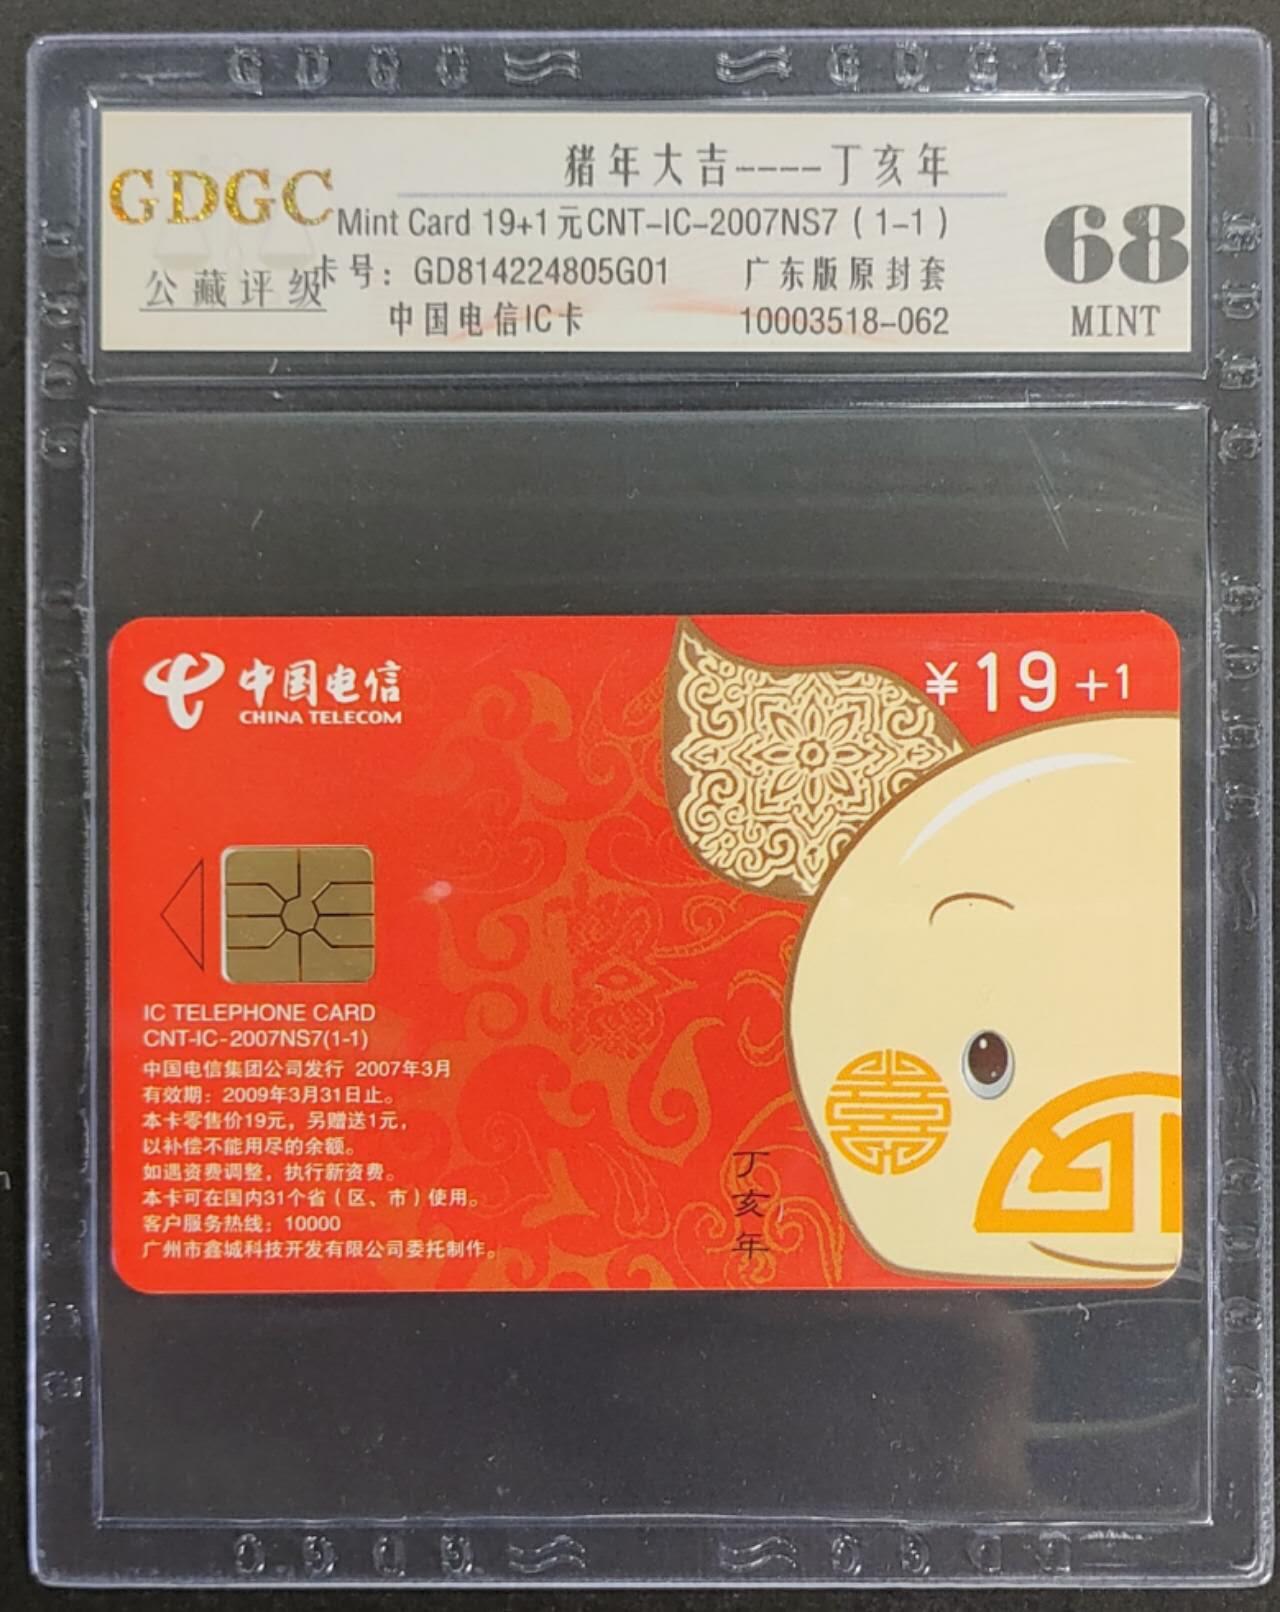 猪年大吉----丁亥年
GDGC
Mint Card 19+1元CNT-IC-2007NS7 ( 1-1 )
68
公藏评级
卡号: GD814224805G01 广东版原封套
中国电信IC卡 10003518-062
MINT
中国电信
CHINA TELECOM
¥19+1
IC TELEPHONE CARD
CNT-IC-2007NS7(1-1)
中国电信集团公司发行 2007年3月
有效期：2009年3月31日止。
本卡零售价19元，另赠送1元，
以补偿不能用尽的余额。
如遇资费调整，执行新资费。
本卡可在国内31个省（区、市）使用。
客户服务热线：10000
广州市鑫城科技开发有限公司委托制作。
丁亥年